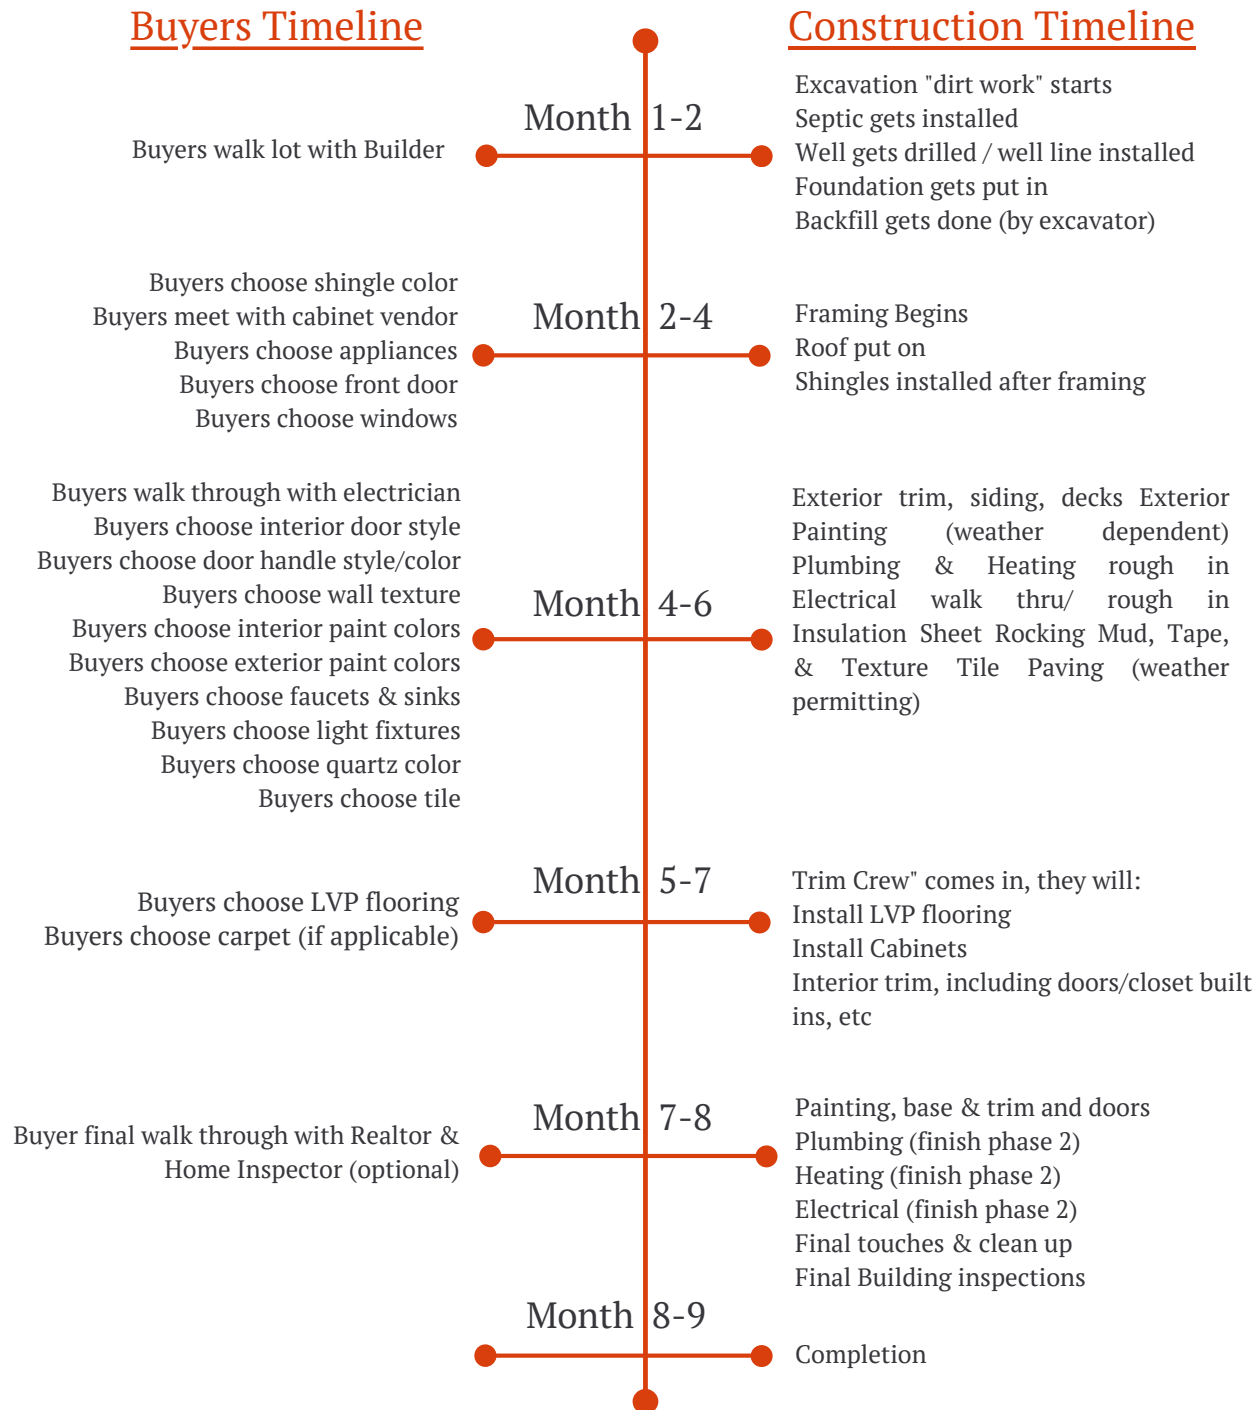 Buyers Timeline
Construction Timeline
Month 1-2
Buyers walk lot with Builder
Excavation "dirt work" starts
Septic gets installed
Well gets drilled / well line installed
Foundation gets put in
Backfill gets done (by excavator)
Month 2-4
Buyers choose shingle color
Buyers meet with cabinet vendor
Buyers choose appliances
Buyers choose front door
Buyers choose windows
Framing Begins
Roof put on
Shingles installed after framing
Month 4-6
Buyers walk through with electrician
Buyers choose interior door style
Buyers choose door handle style/color
Buyers choose wall texture
Buyers choose interior paint colors
Buyers choose exterior paint colors
Buyers choose faucets & sinks
Buyers choose light fixtures
Buyers choose quartz color
Buyers choose tile
Exterior trim, siding, decks Exterior
Painting (weather dependent)
Plumbing & Heating rough in
Electrical walk thru/ rough in
Insulation Sheet Rocking Mud, Tape,
& Texture Tile Paving (weather
permitting)
Month 5-7
Buyers choose LVP flooring
Buyers choose carpet (if applicable)
Trim Crew" comes in, they will:
Install LVP flooring
Install Cabinets
Interior trim, including doors/closet built
ins, etc
Month 7-8
Buyer final walk through with Realtor &
Home Inspector (optional)
Painting, base & trim and doors
Plumbing (finish phase 2)
Heating (finish phase 2)
Electrical (finish phase 2)
Final touches & clean up
Final Building inspections
Month 8-9
Completion